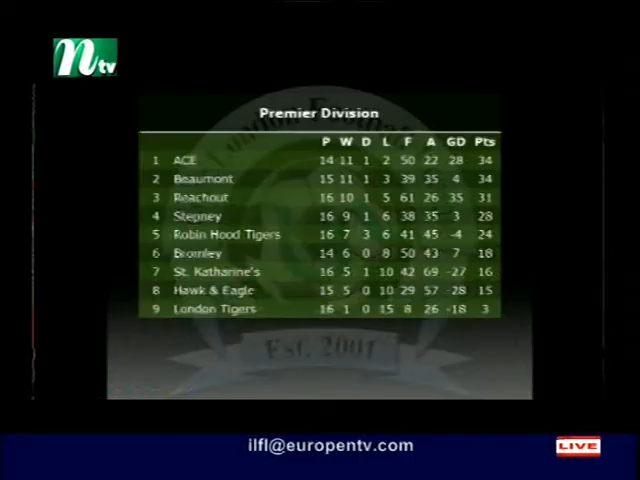 ntv
London Football
Premier Division
P W D L F A GD Pts
1 ACE 14 11 1 2 50 22 28 34
2 Beaumont 15 11 1 3 39 35 4 34
3 Reachout 16 10 1 5 61 26 35 31
4 Stepney 16 9 1 6 38 35 3 28
5 Robin Hood Tigers 16 7 3 6 41 45 -4 24
6 Bromley 14 6 0 8 50 43 7 18
7 St. Katharine's 16 5 1 10 42 69 -27 16
8 Hawk & Eagle 15 5 0 10 29 57 -28 15
9 London Tigers 16 1 0 15 8 26 -18 3
Est. 2001
ilfl@europentv.com
LIVE